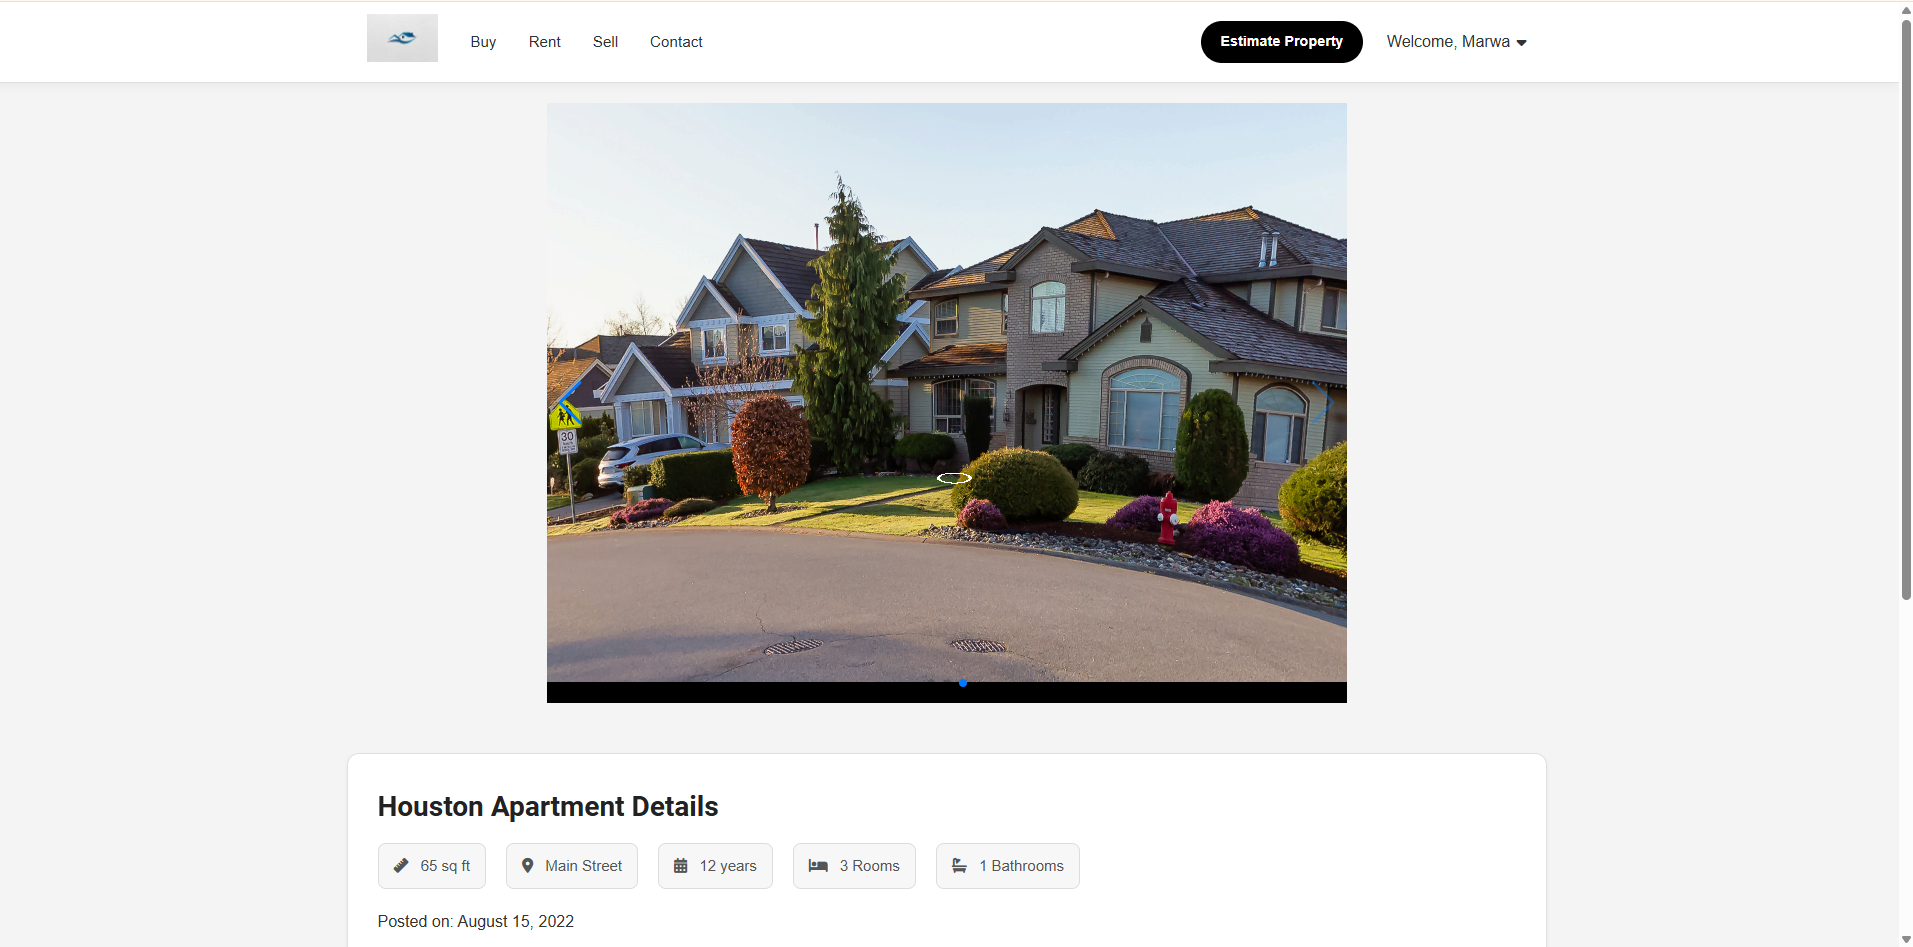 Buy Rent Sell Contact Estimate Property Welcome, Marwa
30
Houston Apartment Details
65 sq ft Main Street 12 years 3 Rooms 1 Bathrooms
Posted on: August 15, 2022